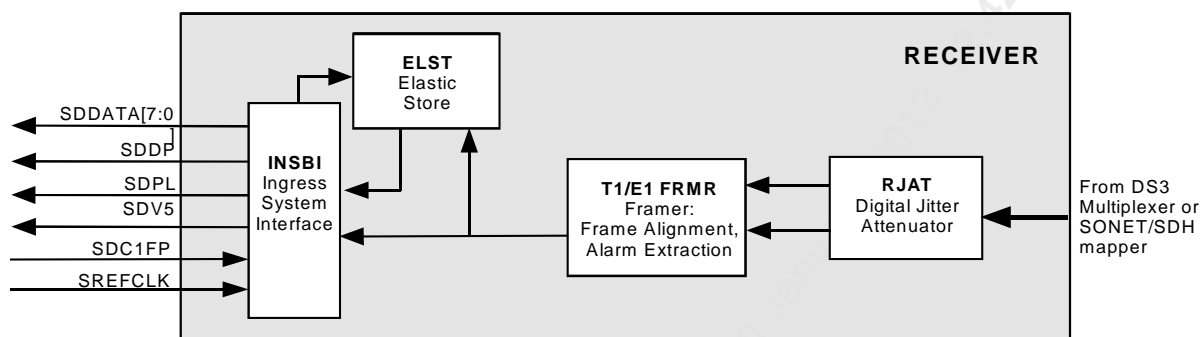 RECEIVER
ELST
Elastic
Store
SDDATA[7:0
]
SDDP
SDPL
SDV5
SDC1FP
SREFCLK
INSBI
Ingress
System
Interface
T1/E1 FRMR
Framer:
Frame Alignment,
Alarm Extraction
RJAT
Digital Jitter
Attenuator
From DS3
Multiplexer or
SONET/SDH
mapper